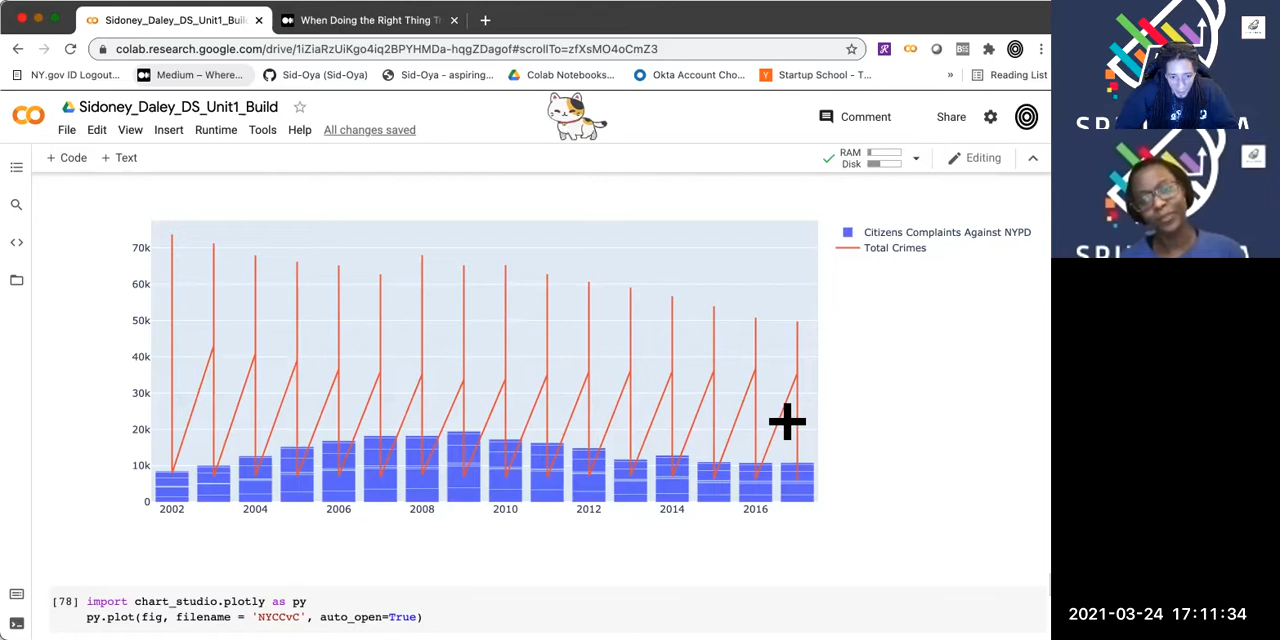 Sidoney_Daley_DS_Unit1_Buil
When Doing the Right Thing T
colab.research.google.com/drive/1iZiaRzUiKgo4iq2BPYHMDa-hqgZDagof#scrollTo=zfXsMO4oCmZ3
NY.gov ID Logout...
Medium – Where...
Sid-Oya (Sid-Oya)
Sid-Oya - aspiring...
Colab Notebooks...
Okta Account Cho...
Startup School - T...
»
Reading List
Sidoney_Daley_DS_Unit1_Build
File Edit View Insert Runtime Tools Help All changes saved
Comment
Share
+ Code + Text
RAM
Disk
Editing
Citizens Complaints Against NYPD
Total Crimes
70k
60k
50k
40k
30k
20k
10k
0
2002 2004 2006 2008 2010 2012 2014 2016
[78] import chart_studio.plotly as py
py.plot(fig, filename = 'NYCCvC', auto_open=True)
2021-03-24 17:11:34